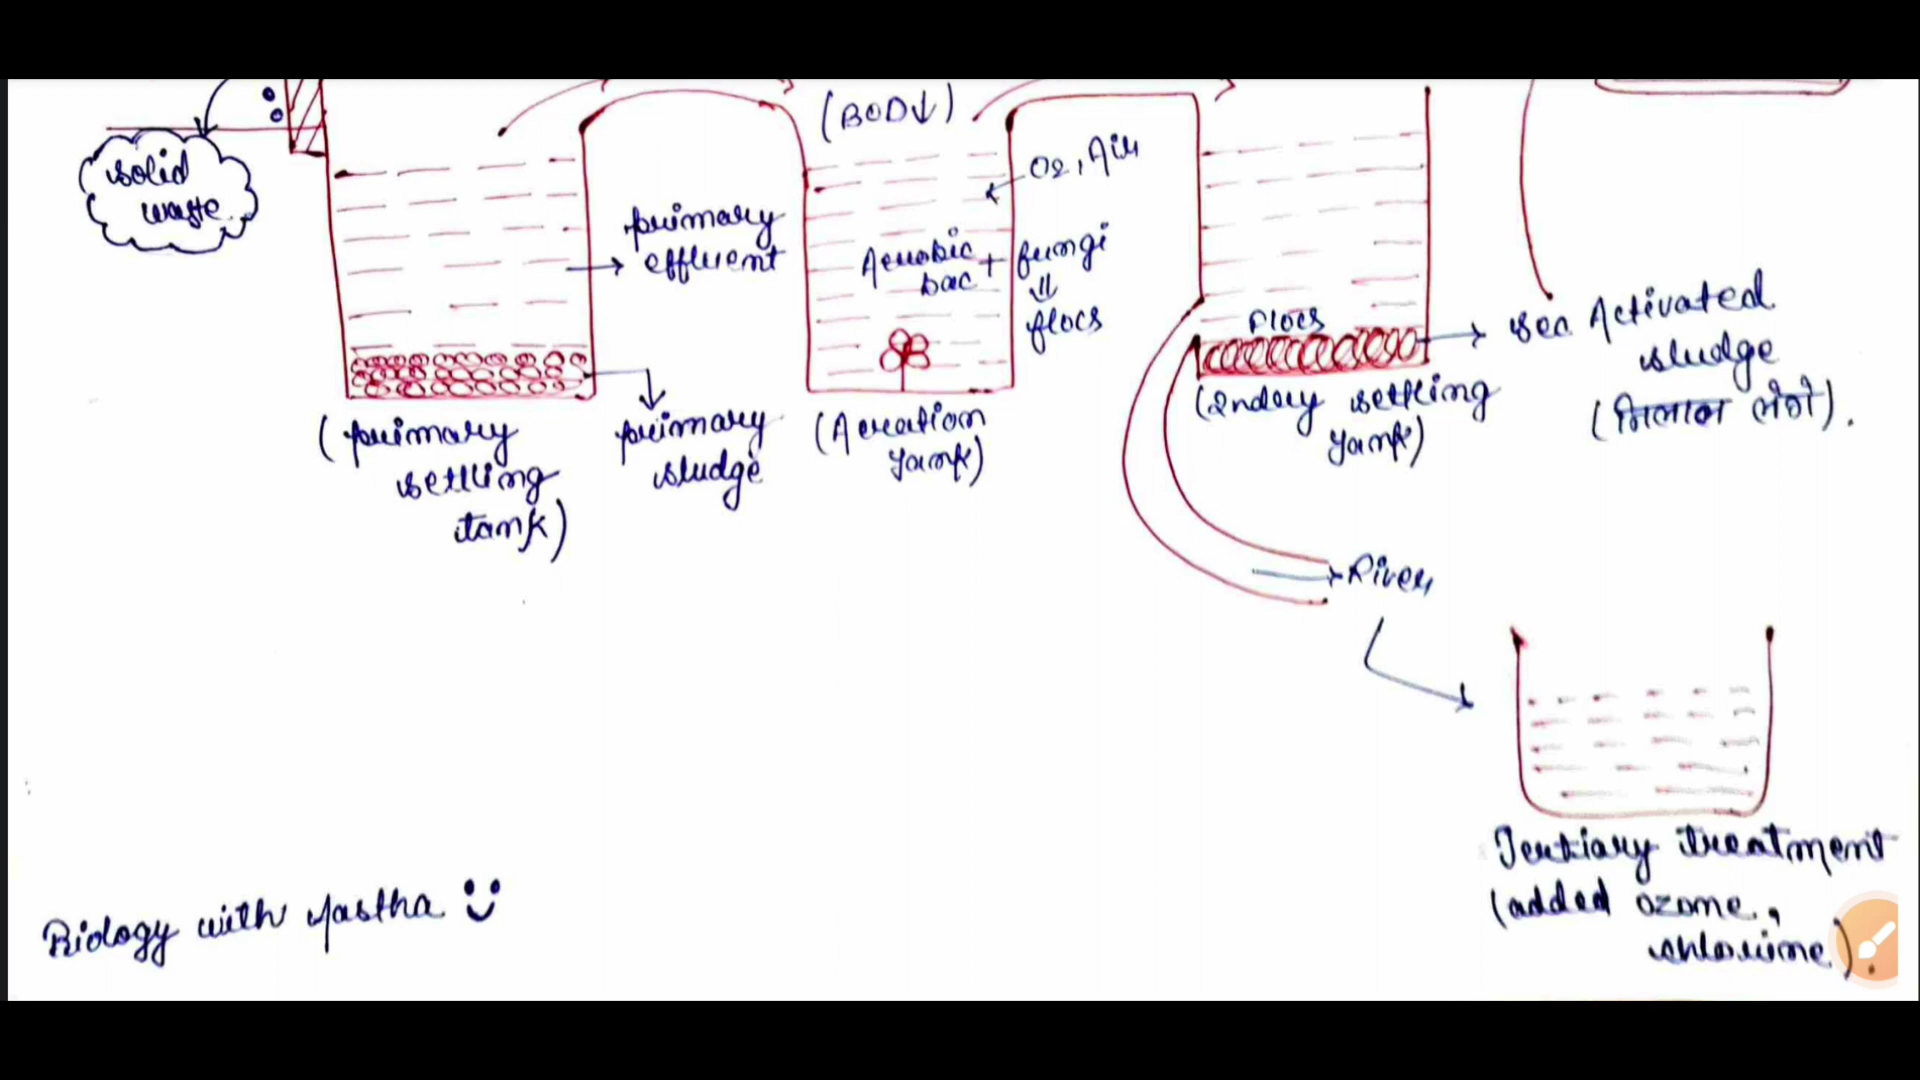 solid
waste
(BOD↓)
O2, Air
primary
effluent
Aerobic + fungi
bac
⇓
flocs
Flocs
Activated
sludge
(primary
settling
tank)
primary
sludge
(Aeration
Tank)
(2ndary settling
Tank)
River
Tertiary treatment
(added ozone,
chlorine).
Biology with Aastha